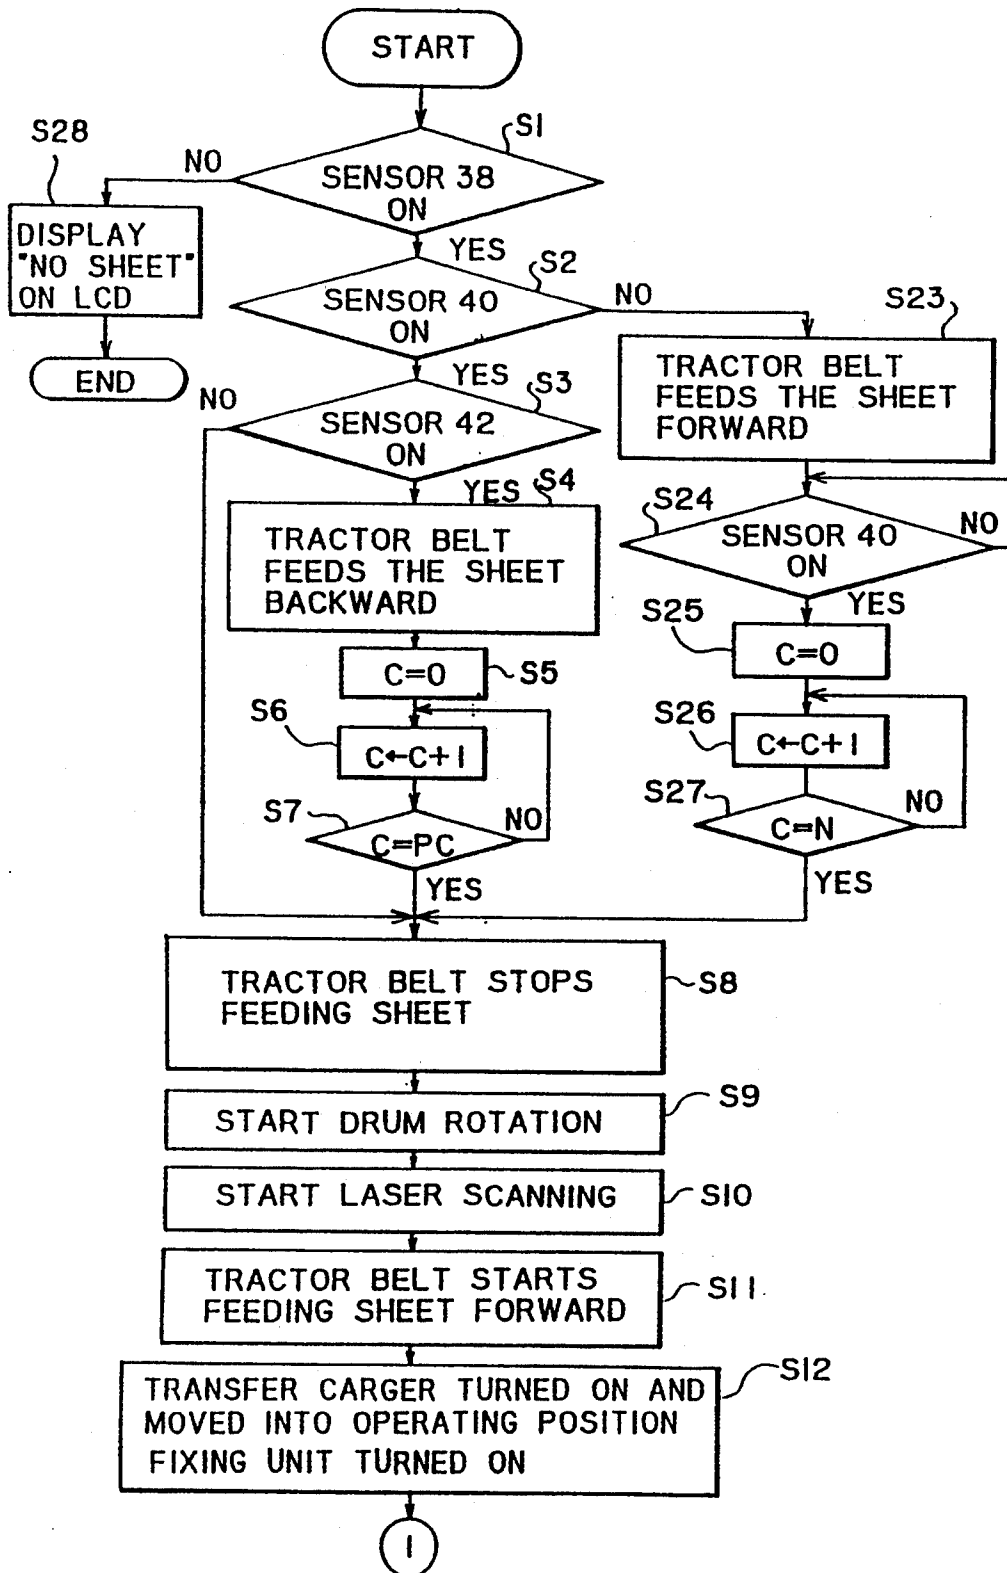 START
S1
S28
NO
SENSOR 38
ON
DISPLAY
"NO SHEET"
ON LCD
YES
S2
SENSOR 40
ON
NO
S23
END
YES
S3
NO
SENSOR 42
ON
TRACTOR BELT
FEEDS THE SHEET
FORWARD
YES
S4
S24
SENSOR 40
ON
NO
TRACTOR BELT
FEEDS THE SHEET
BACKWARD
YES
S25
C=0
C=0
S5
S6
C←C+1
S26
C←C+1
S7
C=PC
NO
S27
C=N
NO
YES
YES
TRACTOR BELT STOPS
FEEDING SHEET
S8
START DRUM ROTATION
S9
START LASER SCANNING
S10
TRACTOR BELT STARTS
FEEDING SHEET FORWARD
S11
TRANSFER CARGER TURNED ON AND
MOVED INTO OPERATING POSITION
FIXING UNIT TURNED ON
S12
1